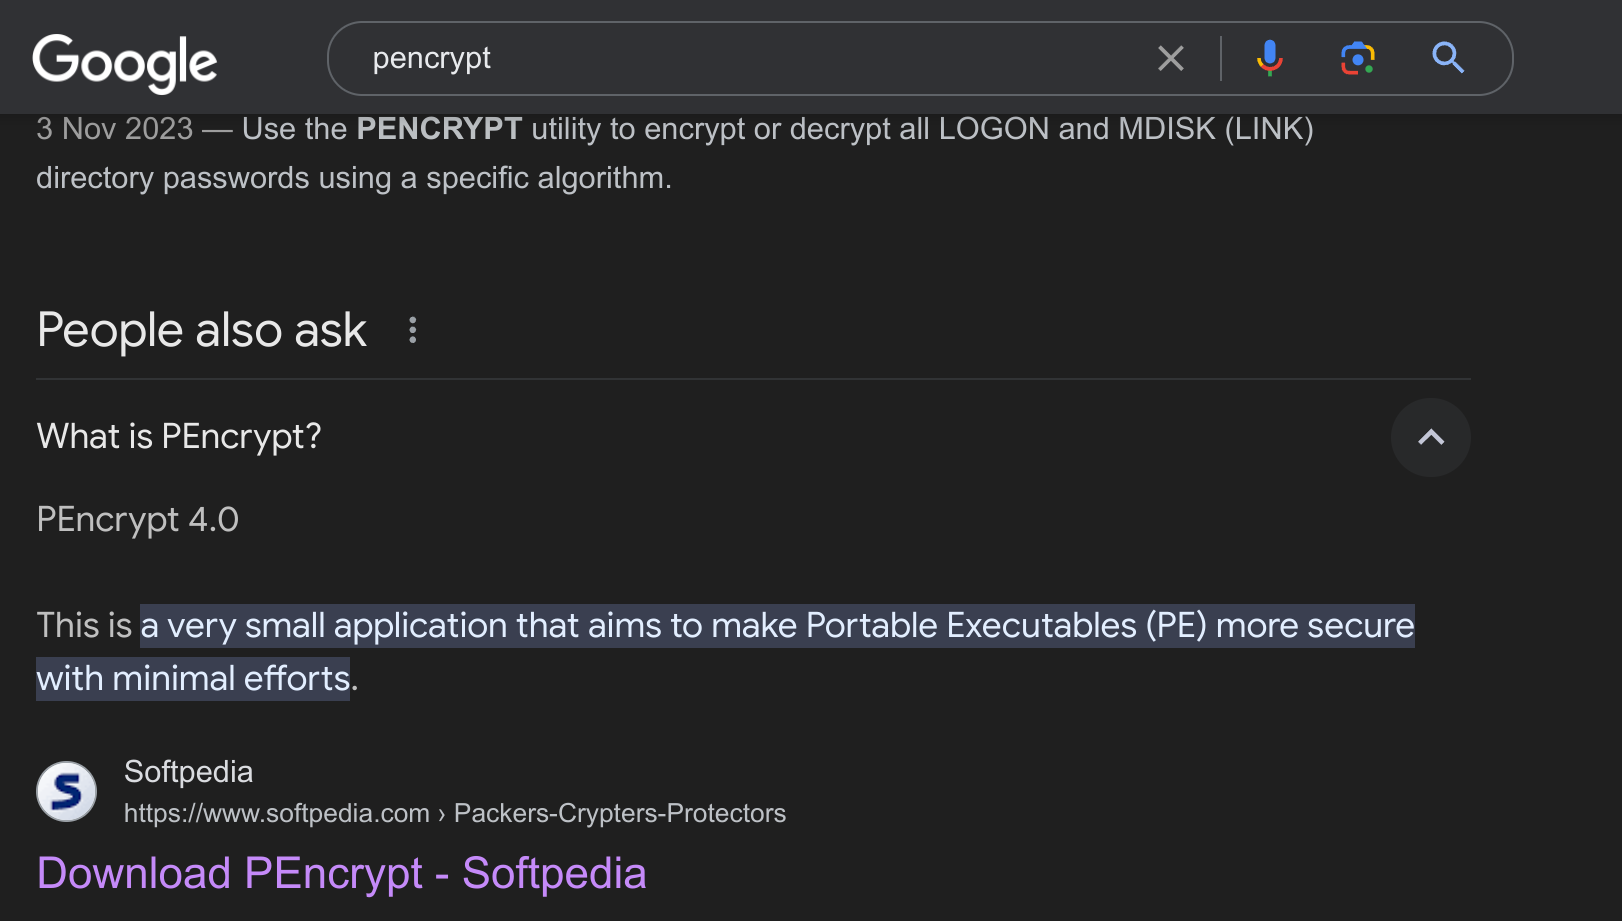 Google
pencrypt
3 Nov 2023 — Use the PENCRYPT utility to encrypt or decrypt all LOGON and MDISK (LINK)
directory passwords using a specific algorithm.
People also ask
What is PEncrypt?
PEncrypt 4.0
This is a very small application that aims to make Portable Executables (PE) more secure
with minimal efforts.
S
Softpedia
https://www.softpedia.com › Packers-Crypters-Protectors
Download PEncrypt - Softpedia